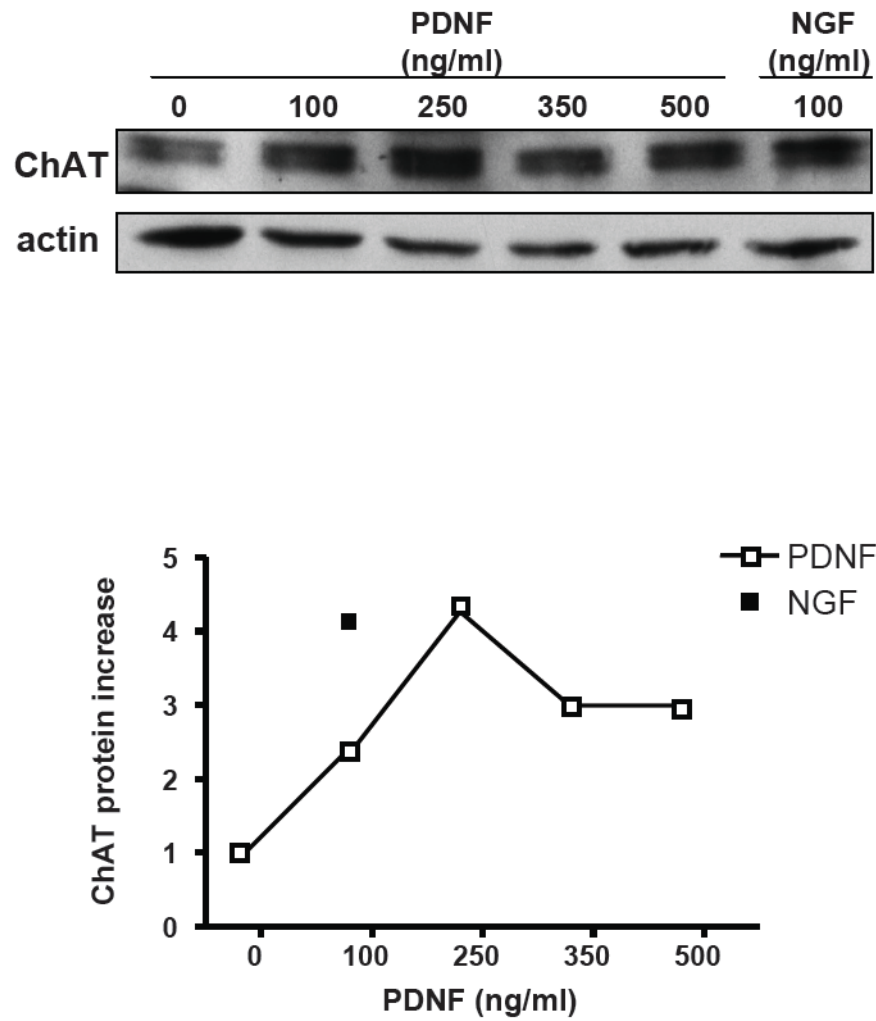 PDNF
(ng/ml)
NGF
(ng/ml)
0 100 250 350 500 100
ChAT
actin
5
4
3
2
1
0
ChAT protein increase
PDNF
NGF
0 100 250 350 500
PDNF (ng/ml)